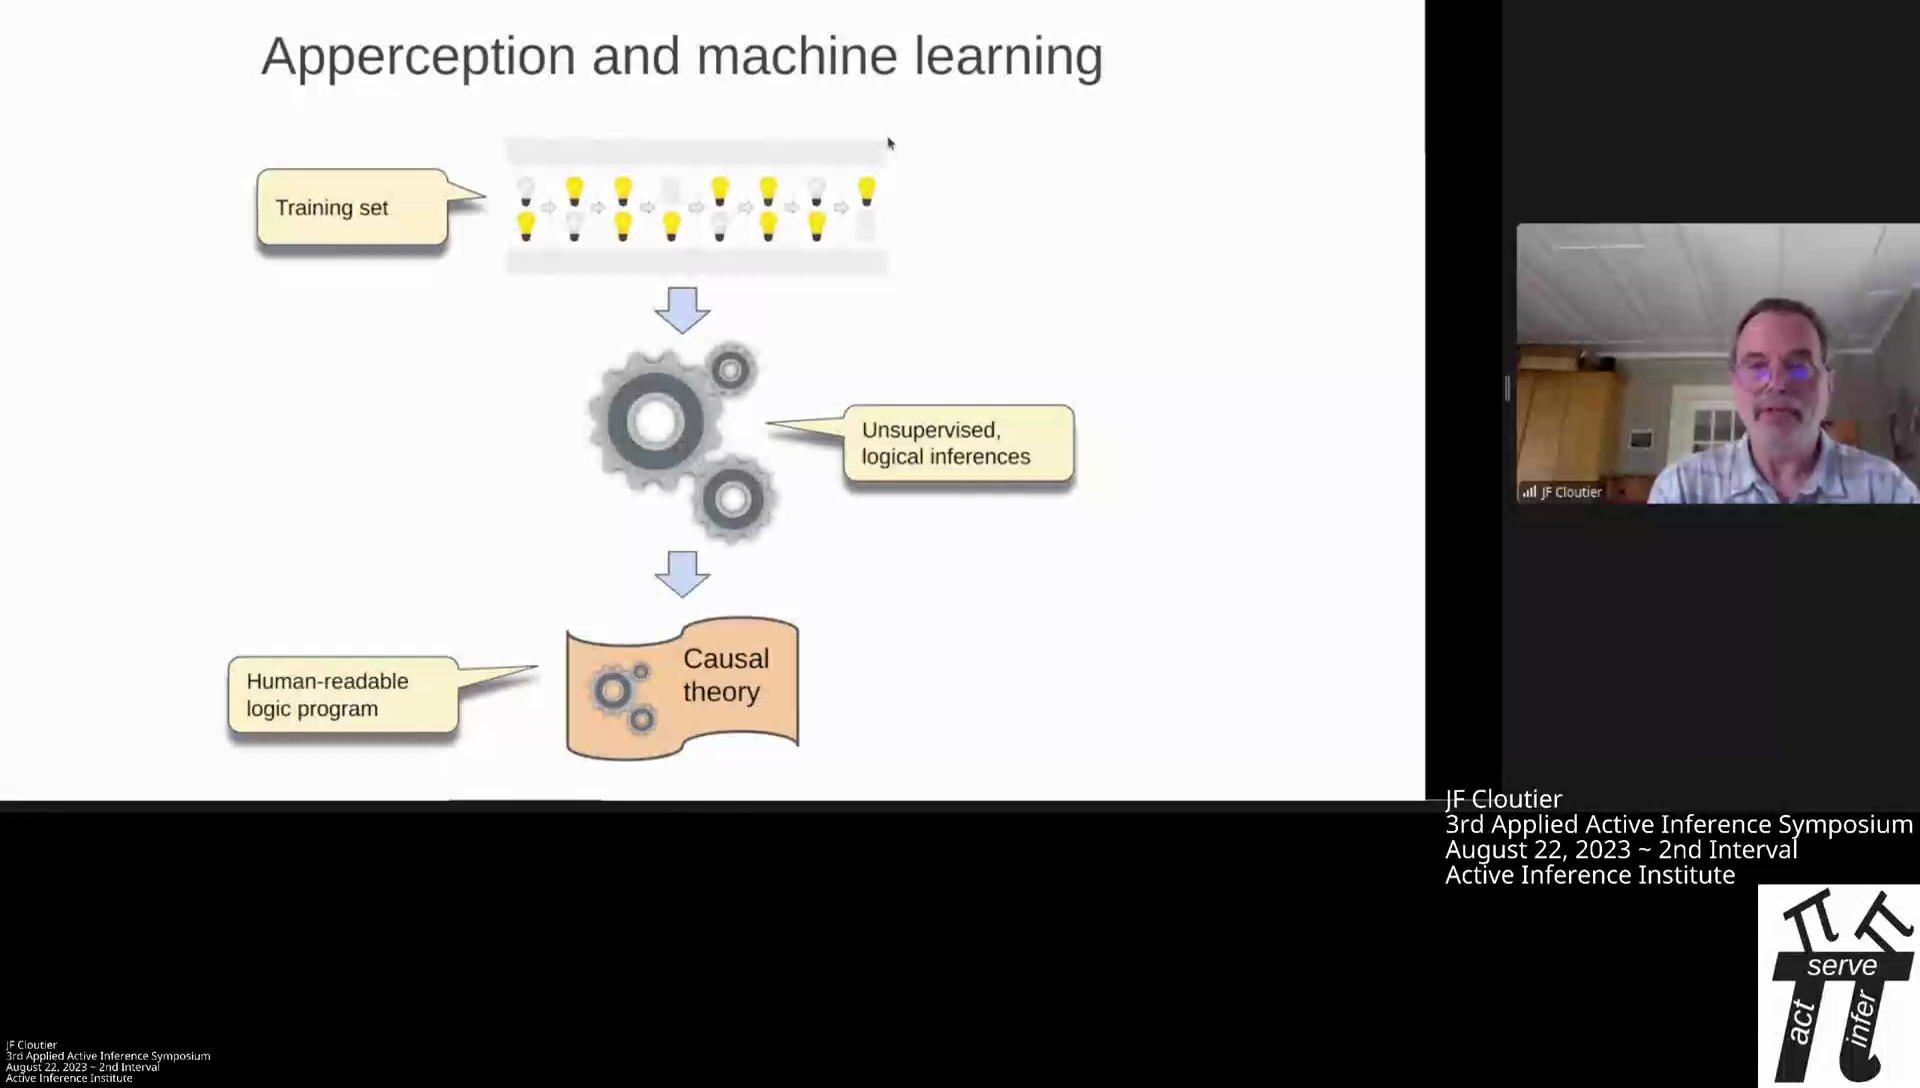 Apperception and machine learning
Training set
Unsupervised,
logical inferences
Human-readable
logic program
Causal
theory
JF Cloutier
JF Cloutier
3rd Applied Active Inference Symposium
August 22, 2023 ~ 2nd Interval
Active Inference Institute
serve
act
infer
JF Cloutier
3rd Applied Active Inference Symposium
August 22, 2023 ~ 2nd Interval
Active Inference Institute